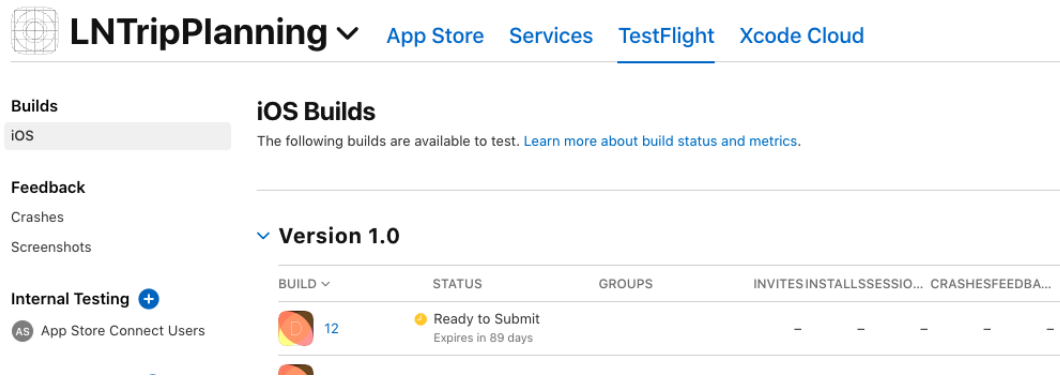 LNTripPlanning App Store Services TestFlight Xcode Cloud
Builds
iOS
Feedback
Crashes
Screenshots
Internal Testing
AS App Store Connect Users
iOS Builds
The following builds are available to test. Learn more about build status and metrics.
Version 1.0
BUILD STATUS GROUPS INVITES INSTALLS SESSIO... CRASHES FEEDBA...
D 12 Ready to Submit – – – – –
Expires in 89 days